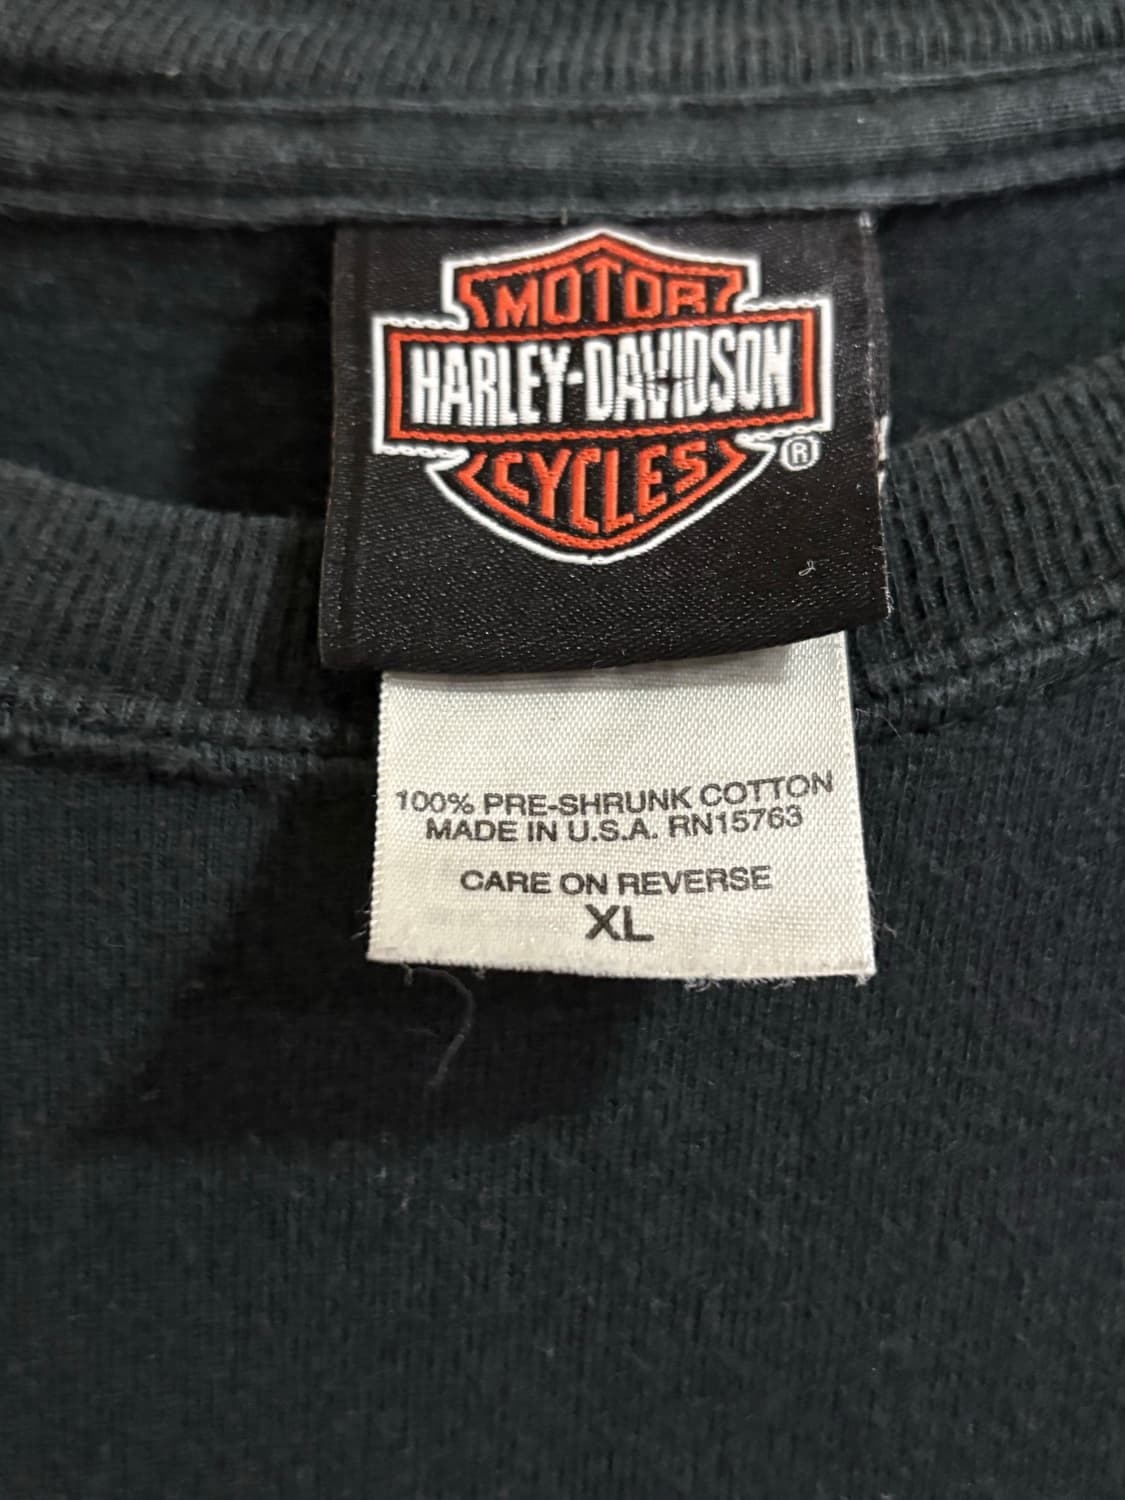 MOTOR
HARLEY-DAVIDSON
CYCLES
®
100% PRE-SHRUNK COTTON
MADE IN U.S.A. RN15763
CARE ON REVERSE
XL